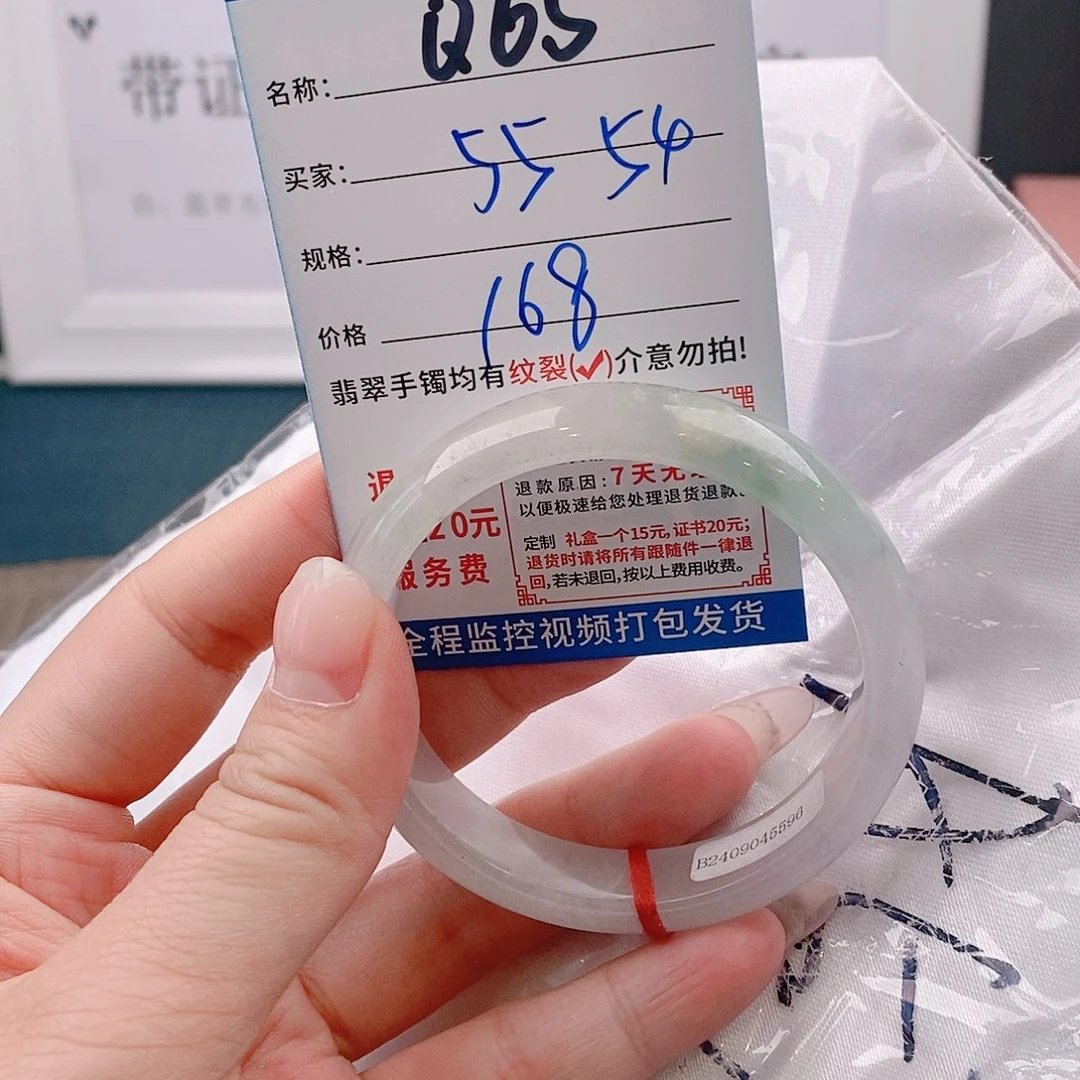 带证
Q65
名称:
55 54
买家:
规格:
168
价格
翡翠手镯均有纹裂(✓)介意勿拍!
退
20元
服务费
退款原因:7天无
以便极速给您处理退货退款。
定制 礼盒一个15元,证书20元;
退货时请将所有跟随件一律退
回,若未退回,按以上费用收费。
全程监控视频打包发货
B2409045596